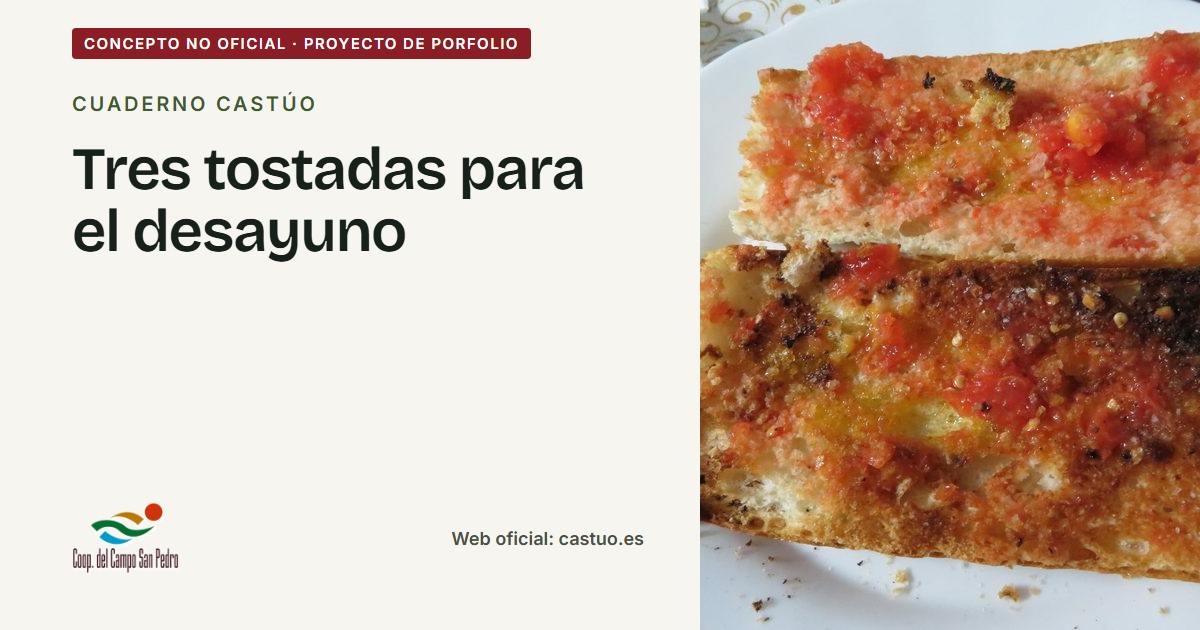 CONCEPTO NO OFICIAL · PROYECTO DE PORFOLIO
CUADERNO CASTÚO
Tres tostadas para
el desayuno
Coop. del Campo San Pedro
Web oficial: castuo.es